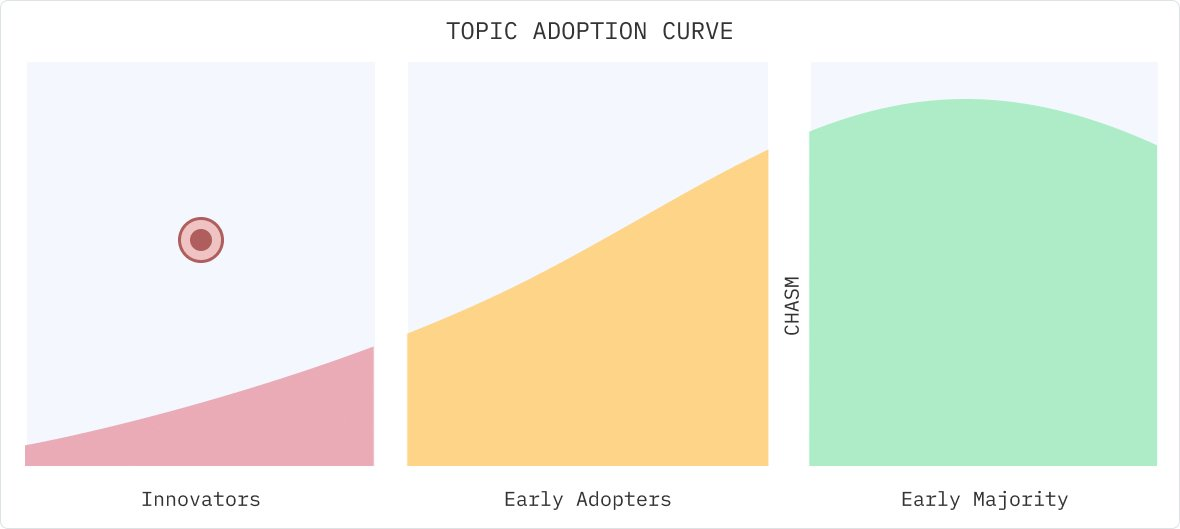 TOPIC ADOPTION CURVE
CHASM
Innovators
Early Adopters
Early Majority